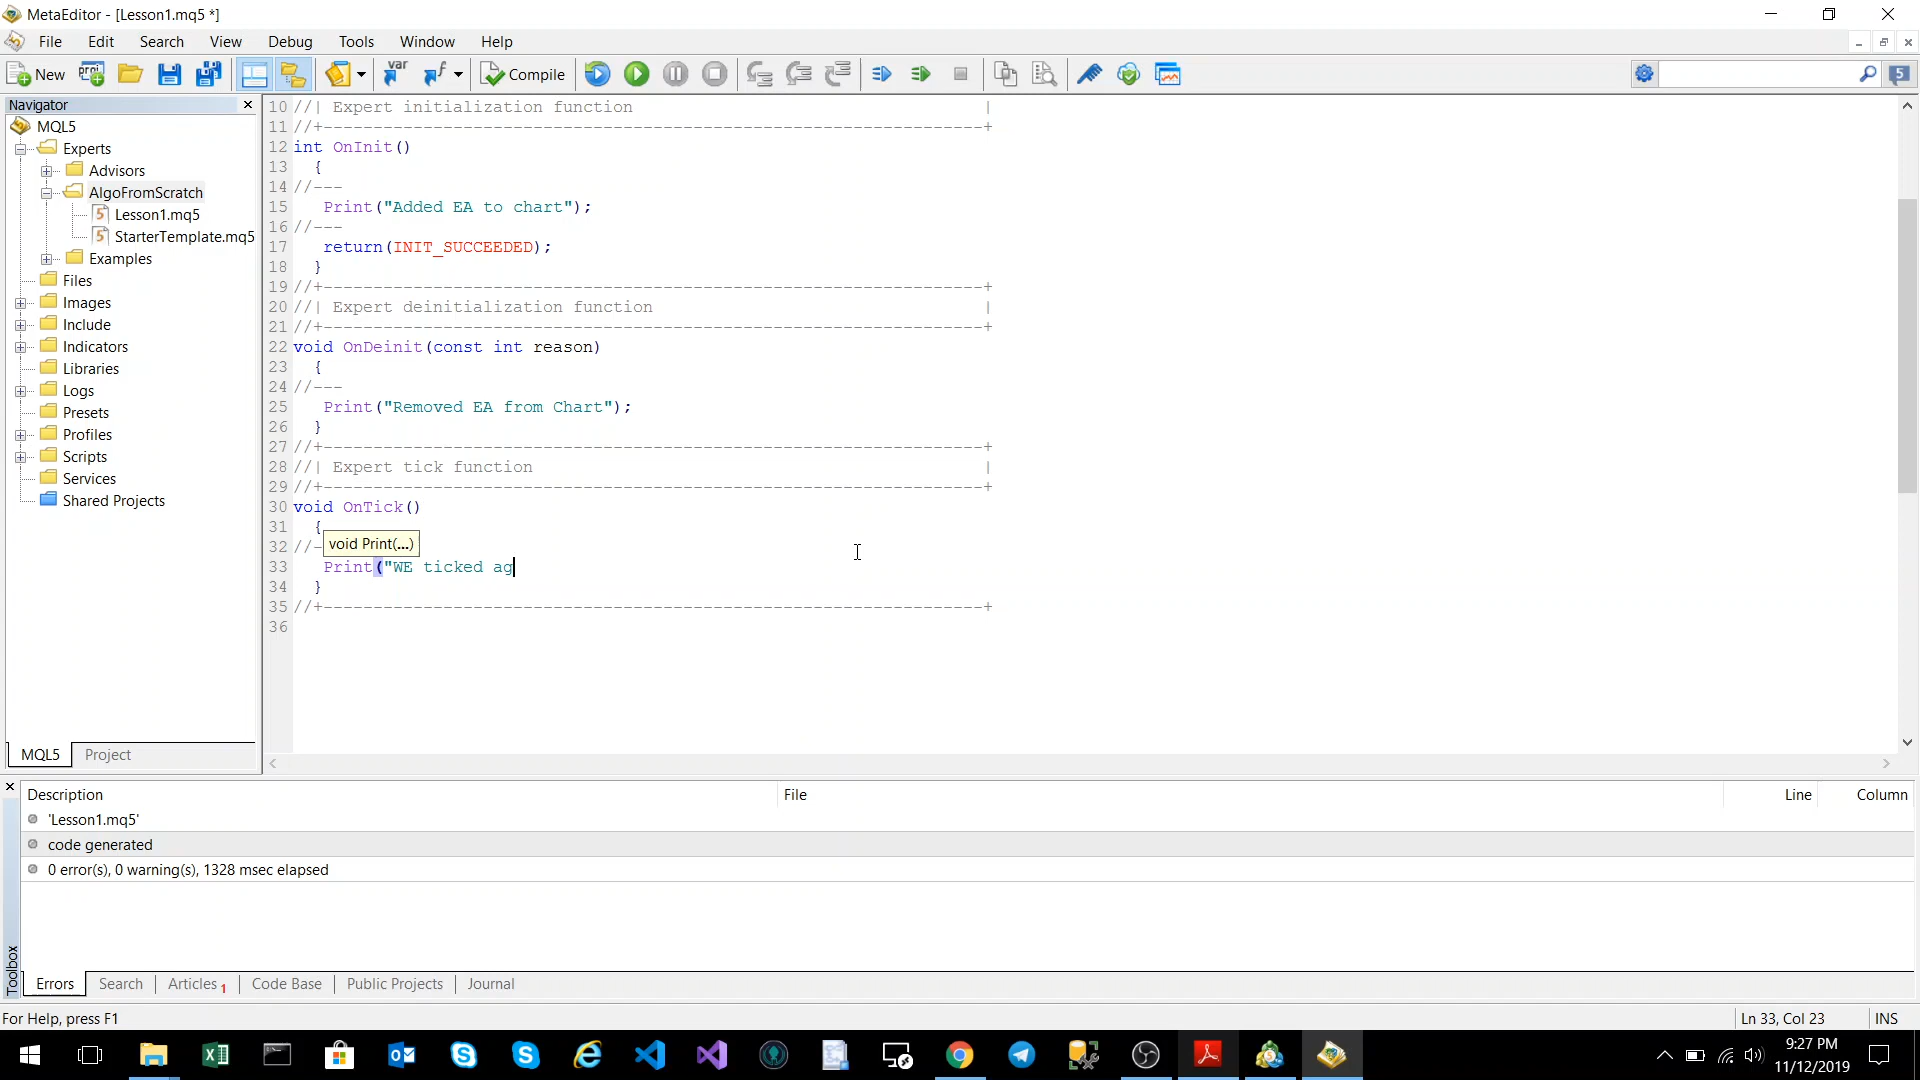 MetaEditor - [Lesson1.mq5 *]
File Edit Search View Debug Tools Window Help
New Compile 5
Navigator
MQL5
Experts
Advisors
AlgoFromScratch
Lesson1.mq5
StarterTemplate.mq5
Examples
Files
Images
Include
Indicators
Libraries
Logs
Presets
Profiles
Scripts
Services
Shared Projects
MQL5 Project
10 //| Expert initialization function |
11 //+------------------------------------------------------------------+
12 int OnInit()
13 {
14 //---
15 Print("Added EA to chart");
16 //---
17 return(INIT_SUCCEEDED);
18 }
19 //+------------------------------------------------------------------+
20 //| Expert deinitialization function |
21 //+------------------------------------------------------------------+
22 void OnDeinit(const int reason)
23 {
24 //---
25 Print("Removed EA from Chart");
26 }
27 //+------------------------------------------------------------------+
28 //| Expert tick function |
29 //+------------------------------------------------------------------+
30 void OnTick()
31 {
void Print(...)
32 //-
33 Print("WE ticked ag
34 }
35 //+------------------------------------------------------------------+
36
Description File Line Column
'Lesson1.mq5'
code generated
0 error(s), 0 warning(s), 1328 msec elapsed
Toolbox
Errors Search Articles 1 Code Base Public Projects Journal
For Help, press F1 Ln 33, Col 23 INS
9:27 PM
11/12/2019